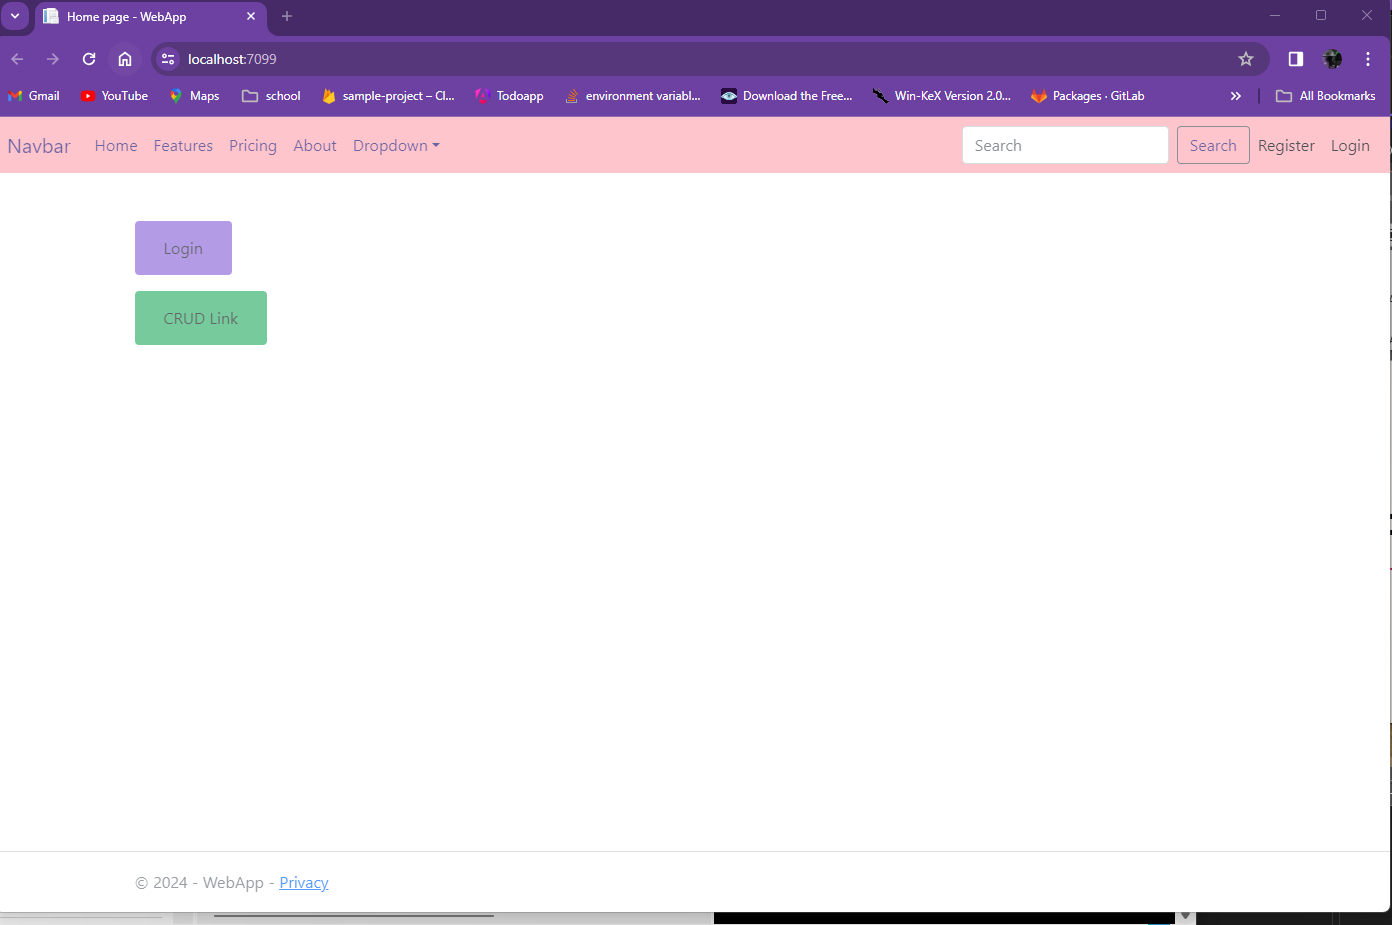 Home page - WebApp
localhost:7099
Gmail YouTube Maps school sample-project – Cl... Todoapp environment variabl... Download the Free... Win-KeX Version 2.0... Packages · GitLab All Bookmarks
Navbar Home Features Pricing About Dropdown Search Search Register Login
Login
CRUD Link
© 2024 - WebApp - Privacy